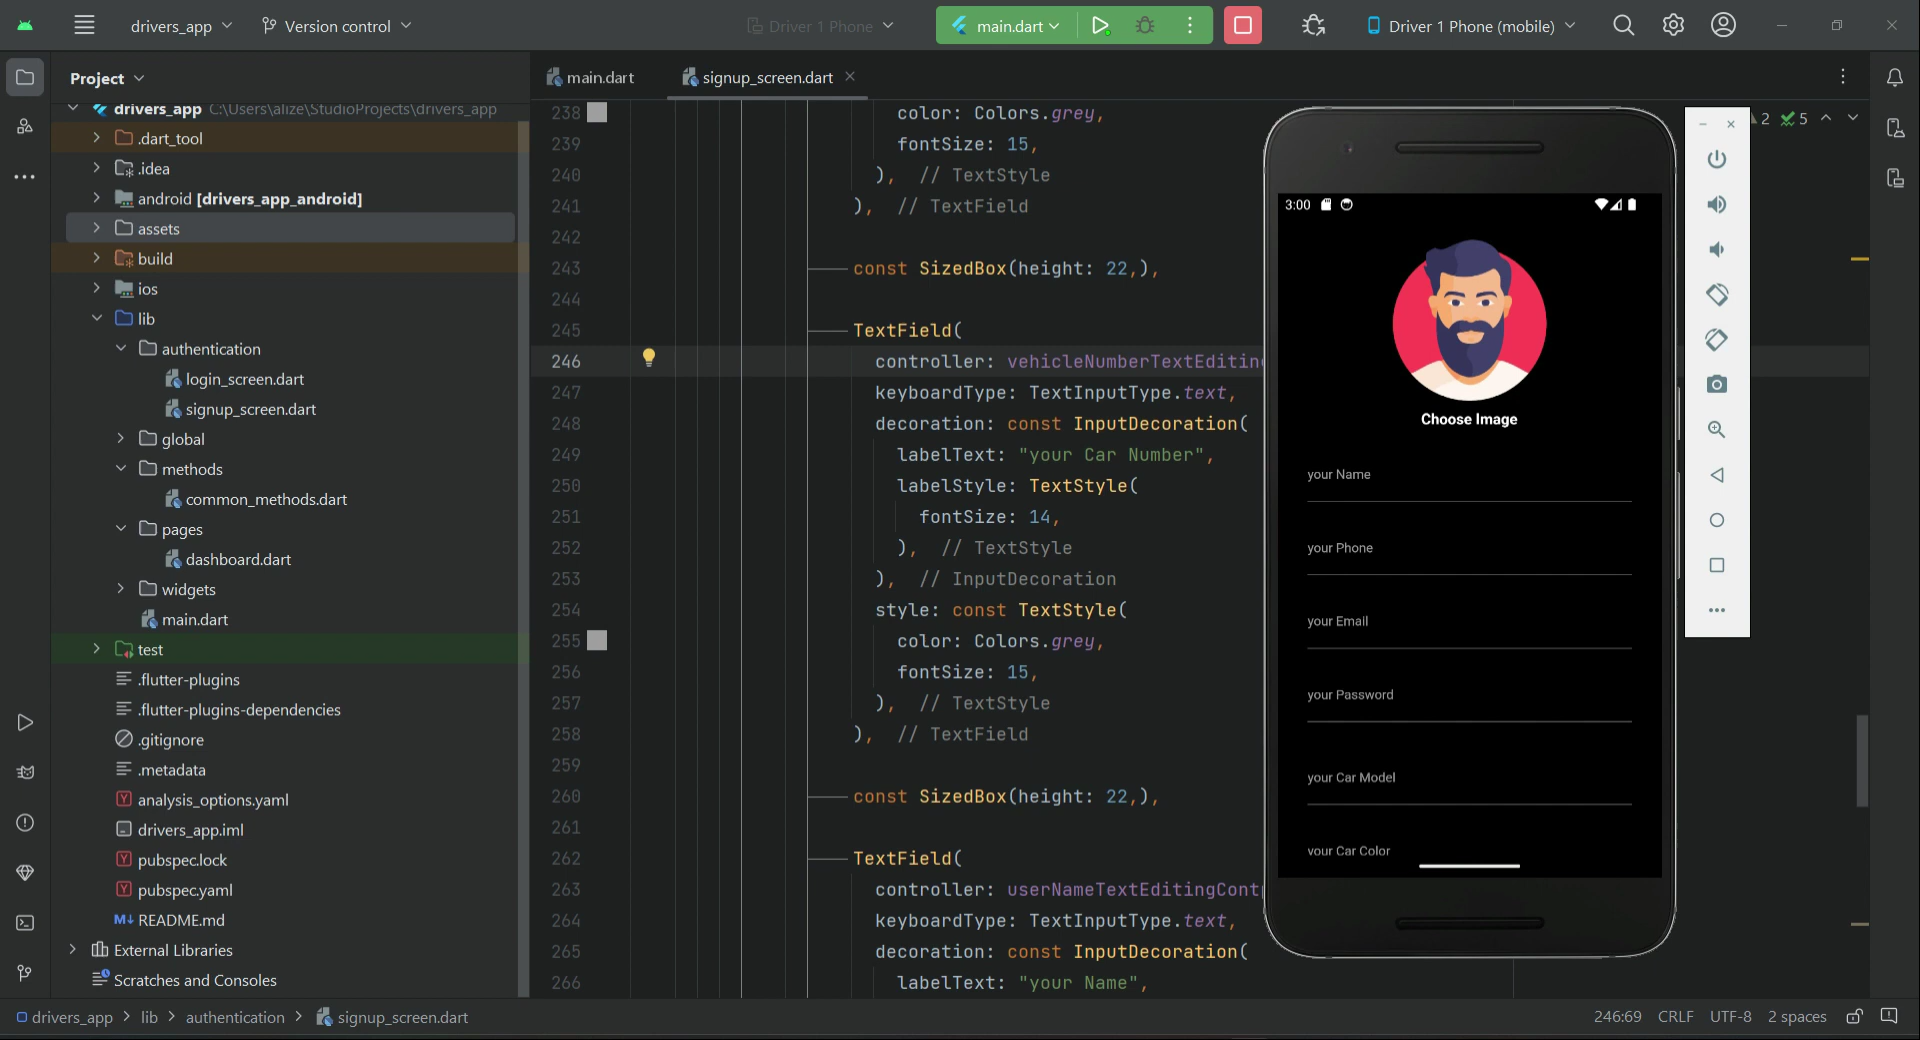 drivers_app
Version control
Driver 1 Phone
main.dart
Driver 1 Phone (mobile)
Project
main.dart
signup_screen.dart
drivers_app C:\Users\alize\StudioProjects\drivers_app
.dart_tool
.idea
android [drivers_app_android]
assets
build
ios
lib
authentication
login_screen.dart
signup_screen.dart
global
methods
common_methods.dart
pages
dashboard.dart
widgets
main.dart
test
.flutter-plugins
.flutter-plugins-dependencies
.gitignore
.metadata
analysis_options.yaml
drivers_app.iml
pubspec.lock
pubspec.yaml
M↓ README.md
External Libraries
Scratches and Consoles
238 color: Colors.grey,
239 fontSize: 15,
240 ), // TextStyle
241 ), // TextField
242
243 const SizedBox(height: 22,),
244
245 TextField(
246 controller: vehicleNumberTextEditing
247 keyboardType: TextInputType.text,
248 decoration: const InputDecoration(
249 labelText: "your Car Number",
250 labelStyle: TextStyle(
251 fontSize: 14,
252 ), // TextStyle
253 ), // InputDecoration
254 style: const TextStyle(
255 color: Colors.grey,
256 fontSize: 15,
257 ), // TextStyle
258 ), // TextField
259
260 const SizedBox(height: 22,),
261
262 TextField(
263 controller: userNameTextEditingCont
264 keyboardType: TextInputType.text,
265 decoration: const InputDecoration(
266 labelText: "your Name",
2 5
3:00
Choose Image
your Name
your Phone
your Email
your Password
your Car Model
your Car Color
drivers_app > lib > authentication > signup_screen.dart
246:69 CRLF UTF-8 2 spaces